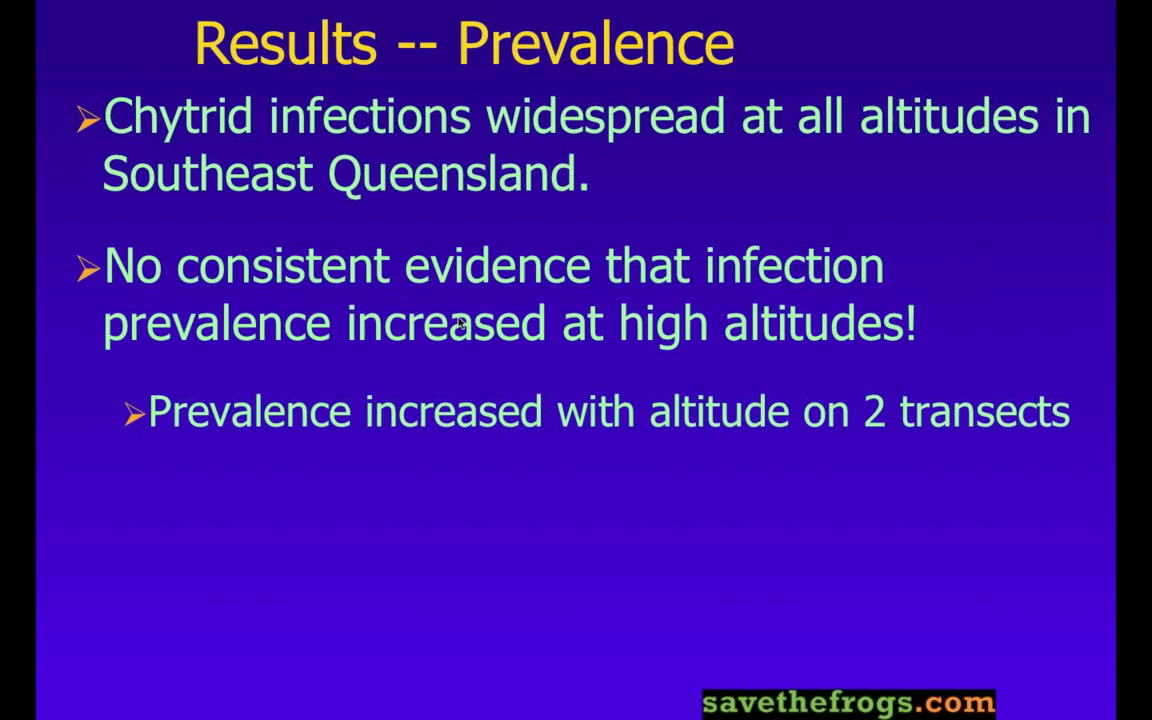 Results -- Prevalence
➢Chytrid infections widespread at all altitudes in
Southeast Queensland.
➢No consistent evidence that infection
prevalence increased at high altitudes!
➢Prevalence increased with altitude on 2 transects
savethefrogs.com